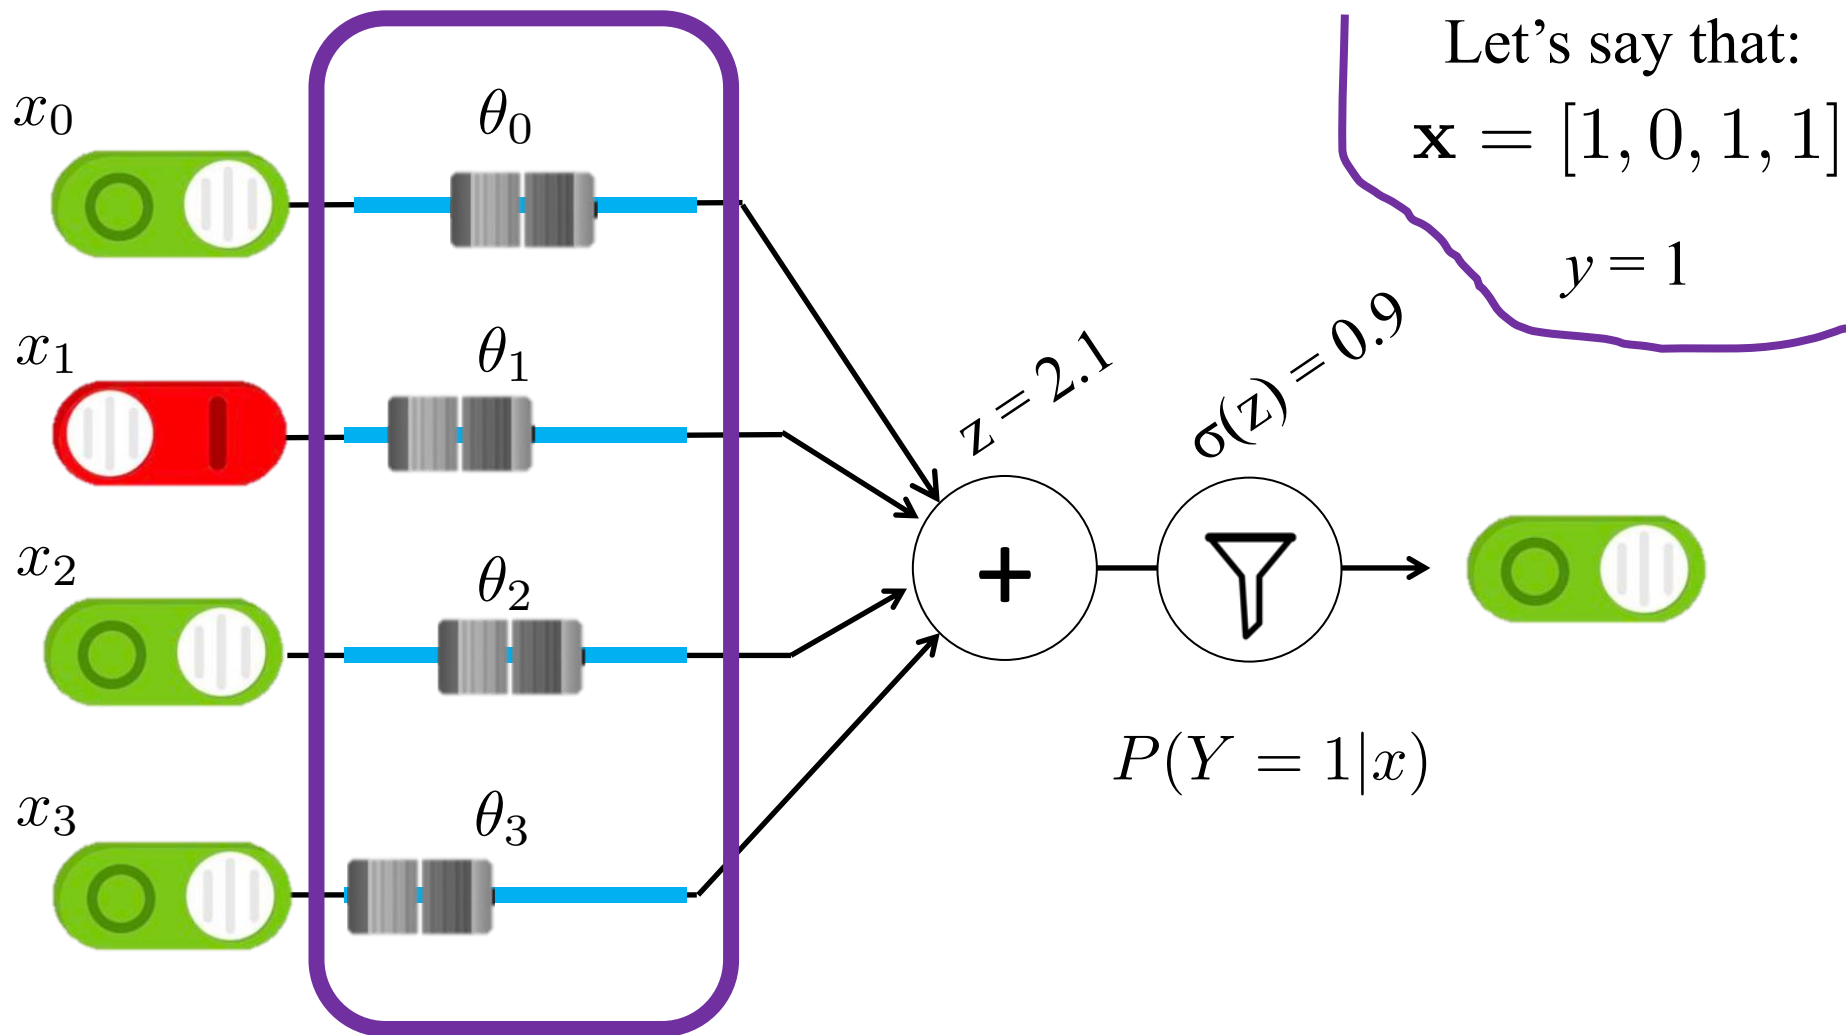 Let's say that:
x = [1, 0, 1, 1]
y = 1
x₀
θ₀
x₁
θ₁
x₂
θ₂
x₃
θ₃
z = 2.1
σ(z) = 0.9
+
P(Y = 1|x)